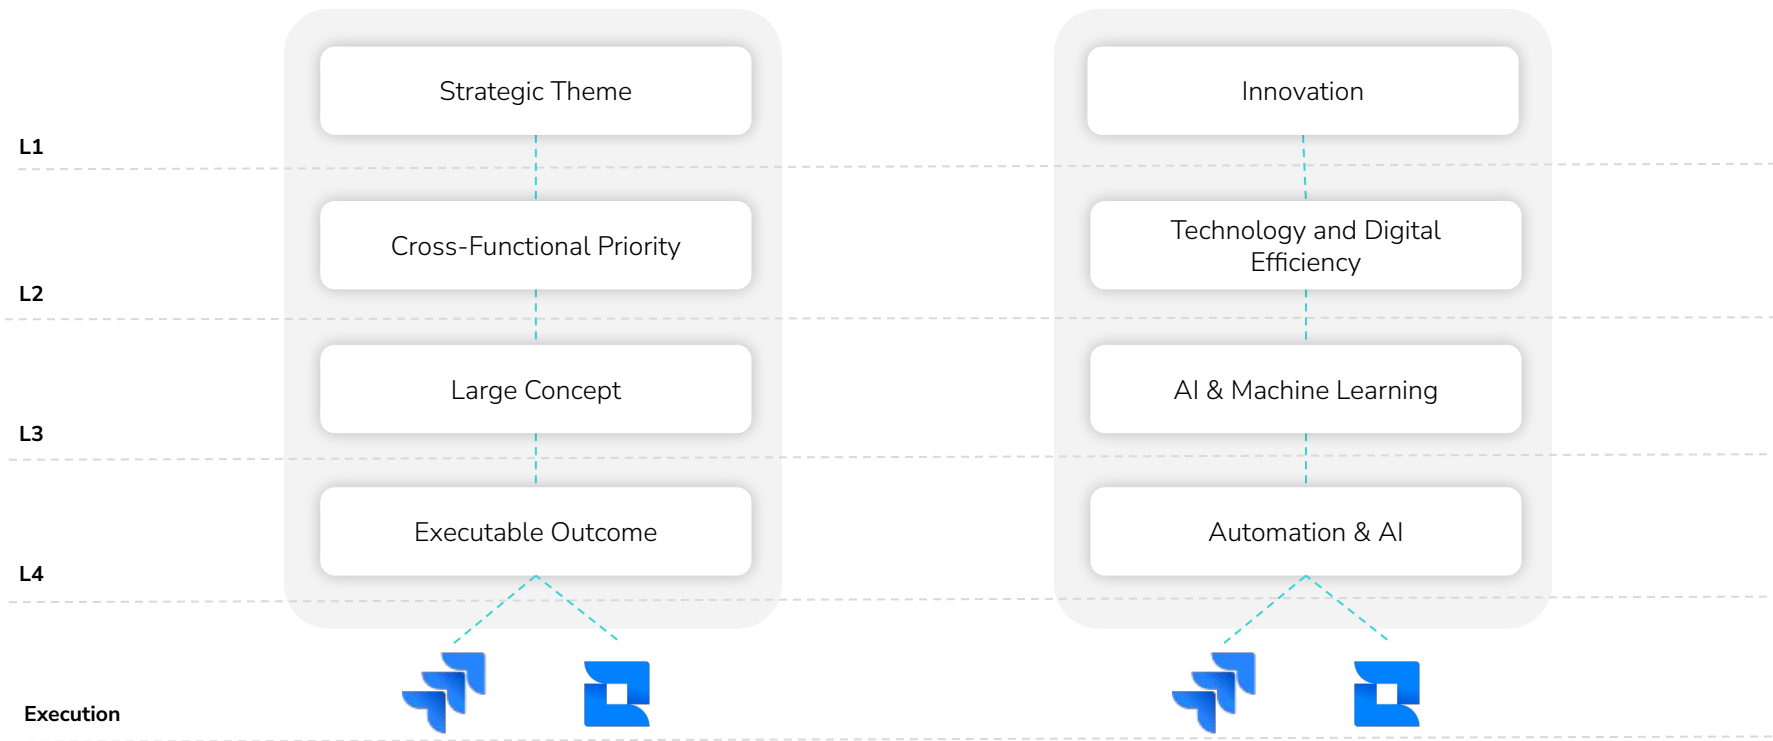 Strategic Theme
Innovation
L1
Cross-Functional Priority
Technology and Digital
Efficiency
L2
Large Concept
AI & Machine Learning
L3
Executable Outcome
Automation & AI
L4
Execution